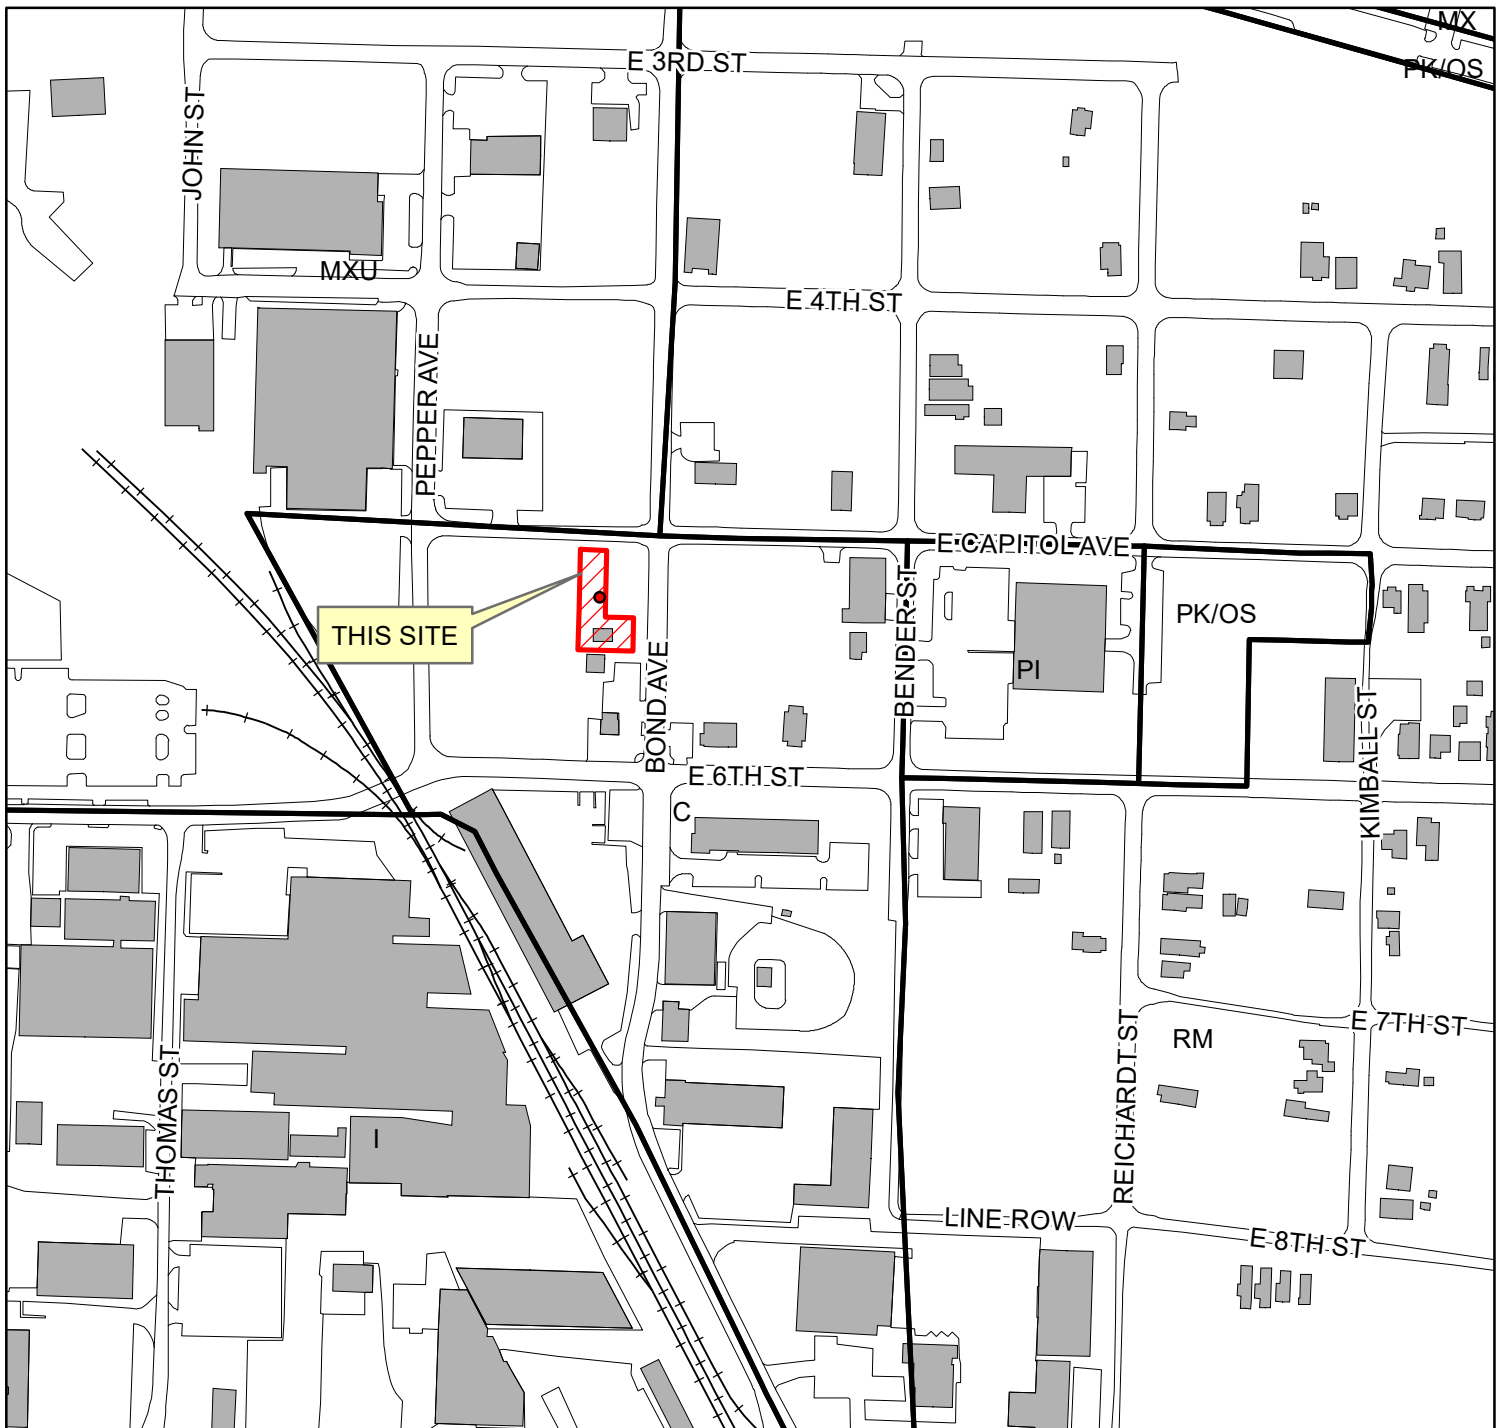 MX
E 3RD ST
PK/OS
JOHN ST
MXU
E 4TH ST
PEPPER AVE
E CAPITOL AVE
THIS SITE
PK/OS
BENDER ST
PI
BOND AVE
KIMBALL ST
E 6TH ST
C
E 7TH ST
RM
REICHARDT ST
THOMAS ST
I
LINE ROW
E 8TH ST